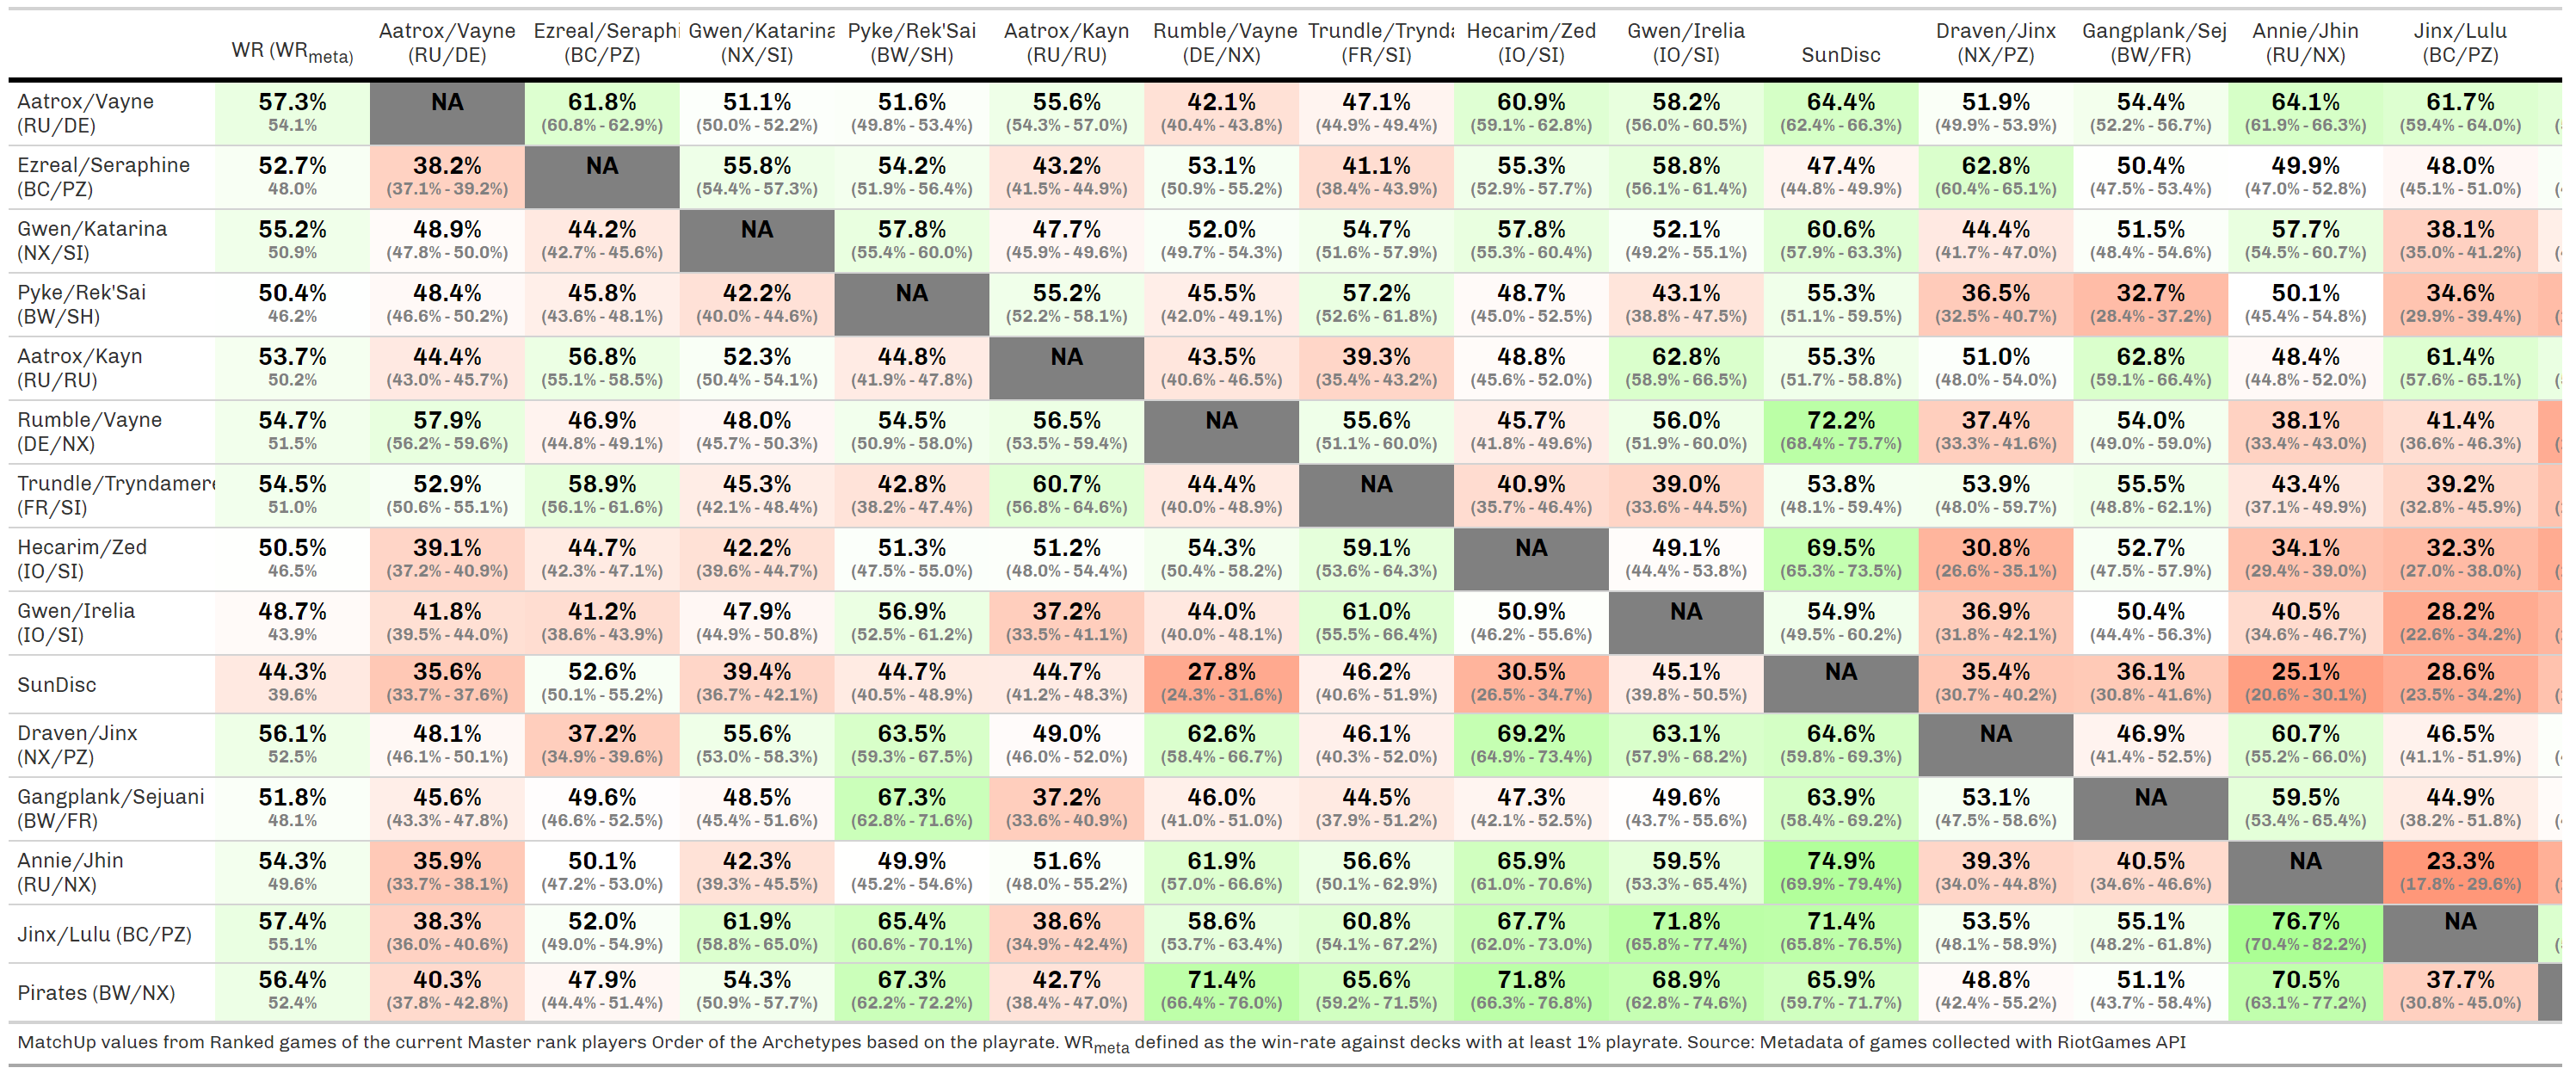 WR (WRmeta) Aatrox/Vayne (RU/DE) Ezreal/Seraphi (BC/PZ) Gwen/Katarina (NX/SI) Pyke/Rek'Sai (BW/SH) Aatrox/Kayn (RU/RU) Rumble/Vayne (DE/NX) Trundle/Trynda (FR/SI) Hecarim/Zed (IO/SI) Gwen/Irelia (IO/SI) SunDisc Draven/Jinx (NX/PZ) Gangplank/Sej (BW/FR) Annie/Jhin (RU/NX) Jinx/Lulu (BC/PZ)
Aatrox/Vayne 57.3% NA 61.8% 51.1% 51.6% 55.6% 42.1% 47.1% 60.9% 58.2% 64.4% 51.9% 54.4% 64.1% 61.7%
(RU/DE) 54.1% (60.8% - 62.9%) (50.0% - 52.2%) (49.8% - 53.4%) (54.3% - 57.0%) (40.4% - 43.8%) (44.9% - 49.4%) (59.1% - 62.8%) (56.0% - 60.5%) (62.4% - 66.3%) (49.9% - 53.9%) (52.2% - 56.7%) (61.9% - 66.3%) (59.4% - 64.0%)
Ezreal/Seraphine 52.7% 38.2% NA 55.8% 54.2% 43.2% 53.1% 41.1% 55.3% 58.8% 47.4% 62.8% 50.4% 49.9% 48.0%
(BC/PZ) 48.0% (37.1% - 39.2%) (54.4% - 57.3%) (51.9% - 56.4%) (41.5% - 44.9%) (50.9% - 55.2%) (38.4% - 43.9%) (52.9% - 57.7%) (56.1% - 61.4%) (44.8% - 49.9%) (60.4% - 65.1%) (47.5% - 53.4%) (47.0% - 52.8%) (45.1% - 51.0%)
Gwen/Katarina 55.2% 48.9% 44.2% NA 57.8% 47.7% 52.0% 54.7% 57.8% 52.1% 60.6% 44.4% 51.5% 57.7% 38.1%
(NX/SI) 50.9% (47.8% - 50.0%) (42.7% - 45.6%) (55.4% - 60.0%) (45.9% - 49.6%) (49.7% - 54.3%) (51.6% - 57.9%) (55.3% - 60.4%) (49.2% - 55.1%) (57.9% - 63.3%) (41.7% - 47.0%) (48.4% - 54.6%) (54.5% - 60.7%) (35.0% - 41.2%)
Pyke/Rek'Sai 50.4% 48.4% 45.8% 42.2% NA 55.2% 45.5% 57.2% 48.7% 43.1% 55.3% 36.5% 32.7% 50.1% 34.6%
(BW/SH) 46.2% (46.6% - 50.2%) (43.6% - 48.1%) (40.0% - 44.6%) (52.2% - 58.1%) (42.0% - 49.1%) (52.6% - 61.8%) (45.0% - 52.5%) (38.8% - 47.5%) (51.1% - 59.5%) (32.5% - 40.7%) (28.4% - 37.2%) (45.4% - 54.8%) (29.9% - 39.4%)
Aatrox/Kayn 53.7% 44.4% 56.8% 52.3% 44.8% NA 43.5% 39.3% 48.8% 62.8% 55.3% 51.0% 62.8% 48.4% 61.4%
(RU/RU) 50.2% (43.0% - 45.7%) (55.1% - 58.5%) (50.4% - 54.1%) (41.9% - 47.8%) (40.6% - 46.5%) (35.4% - 43.2%) (45.6% - 52.0%) (58.9% - 66.5%) (51.7% - 58.8%) (48.0% - 54.0%) (59.1% - 66.4%) (44.8% - 52.0%) (57.6% - 65.1%)
Rumble/Vayne 54.7% 57.9% 46.9% 48.0% 54.5% 56.5% NA 55.6% 45.7% 56.0% 72.2% 37.4% 54.0% 38.1% 41.4%
(DE/NX) 51.5% (56.2% - 59.6%) (44.8% - 49.1%) (45.7% - 50.3%) (50.9% - 58.0%) (53.5% - 59.4%) (51.1% - 60.0%) (41.8% - 49.6%) (51.9% - 60.0%) (68.4% - 75.7%) (33.3% - 41.6%) (49.0% - 59.0%) (33.4% - 43.0%) (36.6% - 46.3%)
Trundle/Tryndamere 54.5% 52.9% 58.9% 45.3% 42.8% 60.7% 44.4% NA 40.9% 39.0% 53.8% 53.9% 55.5% 43.4% 39.2%
(FR/SI) 51.0% (50.6% - 55.1%) (56.1% - 61.6%) (42.1% - 48.4%) (38.2% - 47.4%) (56.8% - 64.6%) (40.0% - 48.9%) (35.7% - 46.4%) (33.6% - 44.5%) (48.1% - 59.4%) (48.0% - 59.7%) (48.8% - 62.1%) (37.1% - 49.9%) (32.8% - 45.9%)
Hecarim/Zed 50.5% 39.1% 44.7% 42.2% 51.3% 51.2% 54.3% 59.1% NA 49.1% 69.5% 30.8% 52.7% 34.1% 32.3%
(IO/SI) 46.5% (37.2% - 40.9%) (42.3% - 47.1%) (39.6% - 44.7%) (47.5% - 55.0%) (48.0% - 54.4%) (50.4% - 58.2%) (53.6% - 64.3%) (44.4% - 53.8%) (65.3% - 73.5%) (26.6% - 35.1%) (47.5% - 57.9%) (29.4% - 39.0%) (27.0% - 38.0%)
Gwen/Irelia 48.7% 41.8% 41.2% 47.9% 56.9% 37.2% 44.0% 61.0% 50.9% NA 54.9% 36.9% 50.4% 40.5% 28.2%
(IO/SI) 43.9% (39.5% - 44.0%) (38.6% - 43.9%) (44.9% - 50.8%) (52.5% - 61.2%) (33.5% - 41.1%) (40.0% - 48.1%) (55.5% - 66.4%) (46.2% - 55.6%) (49.5% - 60.2%) (31.8% - 42.1%) (44.4% - 56.3%) (34.6% - 46.7%) (22.6% - 34.2%)
SunDisc 44.3% 35.6% 52.6% 39.4% 44.7% 44.7% 27.8% 46.2% 30.5% 45.1% NA 35.4% 36.1% 25.1% 28.6%
39.6% (33.7% - 37.6%) (50.1% - 55.2%) (36.7% - 42.1%) (40.5% - 48.9%) (41.2% - 48.3%) (24.3% - 31.6%) (40.6% - 51.9%) (26.5% - 34.7%) (39.8% - 50.5%) (30.7% - 40.2%) (30.8% - 41.6%) (20.6% - 30.1%) (23.5% - 34.2%)
Draven/Jinx 56.1% 48.1% 37.2% 55.6% 63.5% 49.0% 62.6% 46.1% 69.2% 63.1% 64.6% NA 46.9% 60.7% 46.5%
(NX/PZ) 52.5% (46.1% - 50.1%) (34.9% - 39.6%) (53.0% - 58.3%) (59.3% - 67.5%) (46.0% - 52.0%) (58.4% - 66.7%) (40.3% - 52.0%) (64.9% - 73.4%) (57.9% - 68.2%) (59.8% - 69.3%) (41.4% - 52.5%) (55.2% - 66.0%) (41.1% - 51.9%)
Gangplank/Sejuani 51.8% 45.6% 49.6% 48.5% 67.3% 37.2% 46.0% 44.5% 47.3% 49.6% 63.9% 53.1% NA 59.5% 44.9%
(BW/FR) 48.1% (43.3% - 47.8%) (46.6% - 52.5%) (45.4% - 51.6%) (62.8% - 71.6%) (33.6% - 40.9%) (41.0% - 51.0%) (37.9% - 51.2%) (42.1% - 52.5%) (43.7% - 55.6%) (58.4% - 69.2%) (47.5% - 58.6%) (53.4% - 65.4%) (38.2% - 51.8%)
Annie/Jhin 54.3% 35.9% 50.1% 42.3% 49.9% 51.6% 61.9% 56.6% 65.9% 59.5% 74.9% 39.3% 40.5% NA 23.3%
(RU/NX) 49.6% (33.7% - 38.1%) (47.2% - 53.0%) (39.3% - 45.5%) (45.2% - 54.6%) (48.0% - 55.2%) (57.0% - 66.6%) (50.1% - 62.9%) (61.0% - 70.6%) (53.3% - 65.4%) (69.9% - 79.4%) (34.0% - 44.8%) (34.6% - 46.6%) (17.8% - 29.6%)
Jinx/Lulu (BC/PZ) 57.4% 38.3% 52.0% 61.9% 65.4% 38.6% 58.6% 60.8% 67.7% 71.8% 71.4% 53.5% 55.1% 76.7% NA
55.1% (36.0% - 40.6%) (49.0% - 54.9%) (58.8% - 65.0%) (60.6% - 70.1%) (34.9% - 42.4%) (53.7% - 63.4%) (54.1% - 67.2%) (62.0% - 73.0%) (65.8% - 77.4%) (65.8% - 76.5%) (48.1% - 58.9%) (48.2% - 61.8%) (70.4% - 82.2%)
Pirates (BW/NX) 56.4% 40.3% 47.9% 54.3% 67.3% 42.7% 71.4% 65.6% 71.8% 68.9% 65.9% 48.8% 51.1% 70.5% 37.7%
52.4% (37.8% - 42.8%) (44.4% - 51.4%) (50.9% - 57.7%) (62.2% - 72.2%) (38.4% - 47.0%) (66.4% - 76.0%) (59.2% - 71.5%) (66.3% - 76.8%) (62.8% - 74.6%) (59.7% - 71.7%) (42.4% - 55.2%) (43.7% - 58.4%) (63.1% - 77.2%) (30.8% - 45.0%)
MatchUp values from Ranked games of the current Master rank players Order of the Archetypes based on the playrate. WRmeta defined as the win-rate against decks with at least 1% playrate. Source: Metadata of games collected with RiotGames API